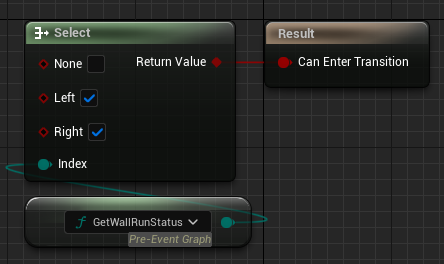 Select
None
Return Value
Left
Right
Index
Result
Can Enter Transition
GetWallRunStatus
Pre-Event Graph